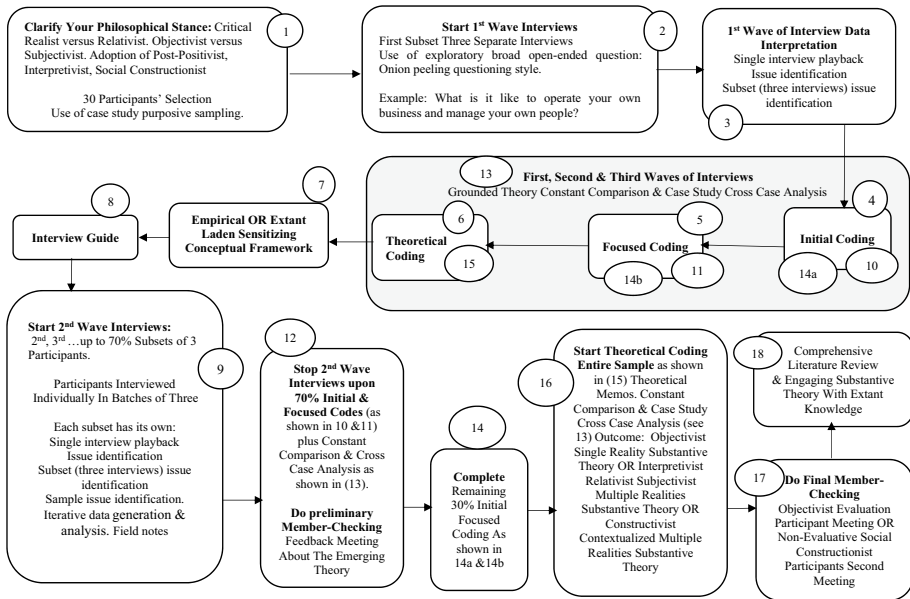 Clarify Your Philosophical Stance: Critical
Realist versus Relativist. Objectivist versus
Subjectivist. Adoption of Post-Positivist,
Interpretivist, Social Constructionist
30 Participants' Selection
Use of case study purposive sampling.
1
Start 1st Wave Interviews
First Subset Three Separate Interviews
Use of exploratory broad open-ended question:
Onion peeling questioning style.
Example: What is it like to operate your own
business and manage your own people?
2
1st Wave of Interview Data
Interpretation
Single interview playback
Issue identification
Subset (three interviews) issue
identification
3
13
First, Second & Third Waves of Interviews
Grounded Theory Constant Comparison & Case Study Cross Case Analysis
4
Initial Coding
14a
10
5
Focused Coding
14b
11
6
Theoretical
Coding
15
7
Empirical OR Extant
Laden Sensitizing
Conceptual Framework
8
Interview Guide
Start 2nd Wave Interviews:
2nd, 3rd …up to 70% Subsets of 3
Participants.
Participants Interviewed
Individually In Batches of Three
Each subset has its own:
Single interview playback
Issue identification
Subset (three interviews) issue
identification
Sample issue identification.
Iterative data generation &
analysis. Field notes
9
12
Stop 2nd Wave
Interviews upon
70% Initial &
Focused Codes (as
shown in 10 &11)
plus Constant
Comparison & Cross
Case Analysis as
shown in (13).
Do preliminary
Member-Checking
Feedback Meeting
About The Emerging
Theory
14
Complete
Remaining
30% Initial
Focused
Coding As
shown in
14a &14b
16
Start Theoretical Coding
Entire Sample as shown
in (15) Theoretical
Memos. Constant
Comparison & Case Study
Cross Case Analysis (see
13) Outcome: Objectivist
Single Reality Substantive
Theory OR Interpretivist
Relativist Subjectivist
Multiple Realities
Substantive Theory OR
Constructivist
Contextualized Multiple
Realities Substantive
Theory
17
Do Final Member-
Checking
Objectivist Evaluation
Participant Meeting OR
Non-Evaluative Social
Constructionist
Participants Second
Meeting
18
Comprehensive
Literature Review
& Engaging Substantive
Theory With Extant
Knowledge